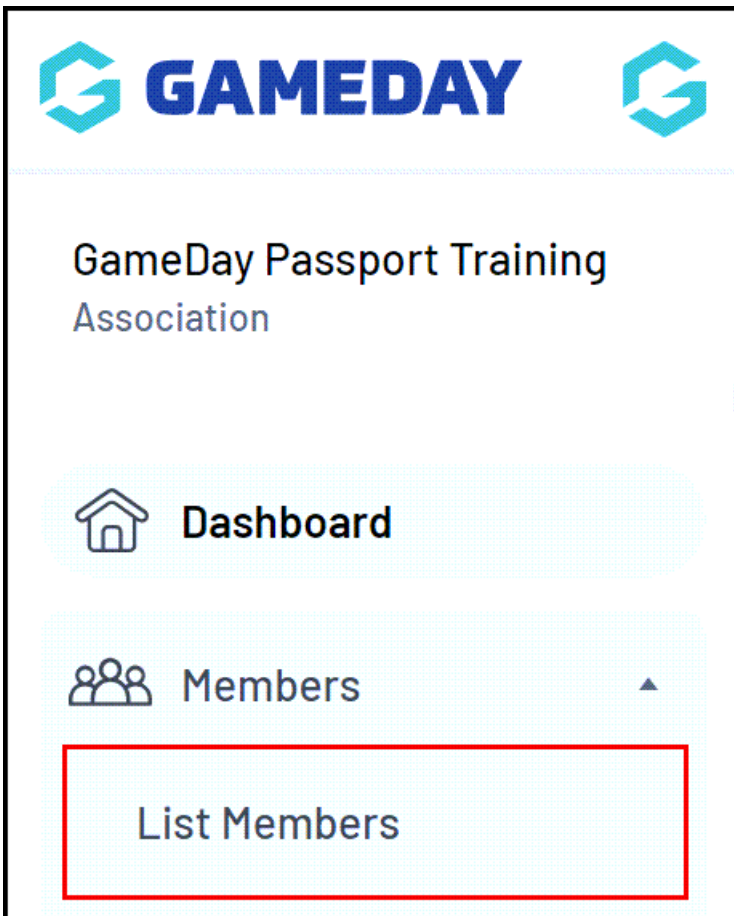 GAMEDAY
GameDay Passport Training
Association
Dashboard
Members
List Members